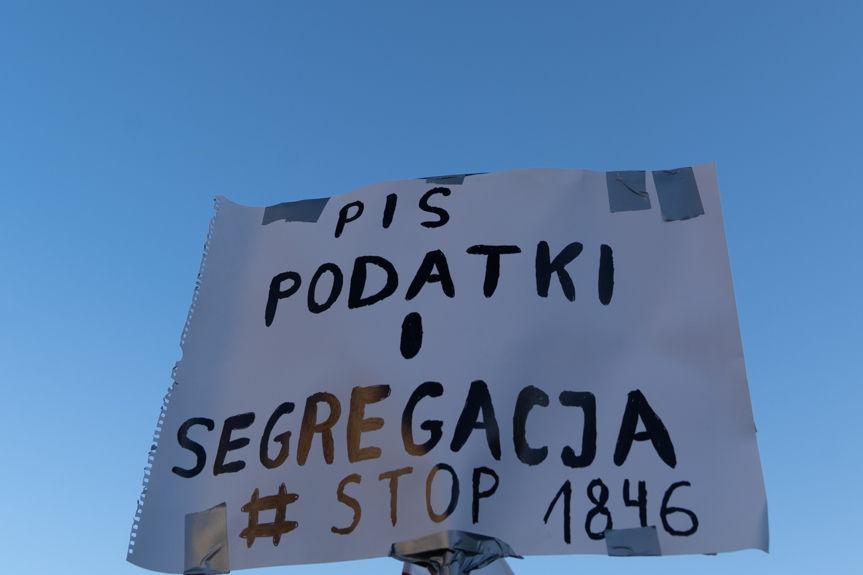 PIS
PODATKI
I
SEGREGACJA
# STOP 1846